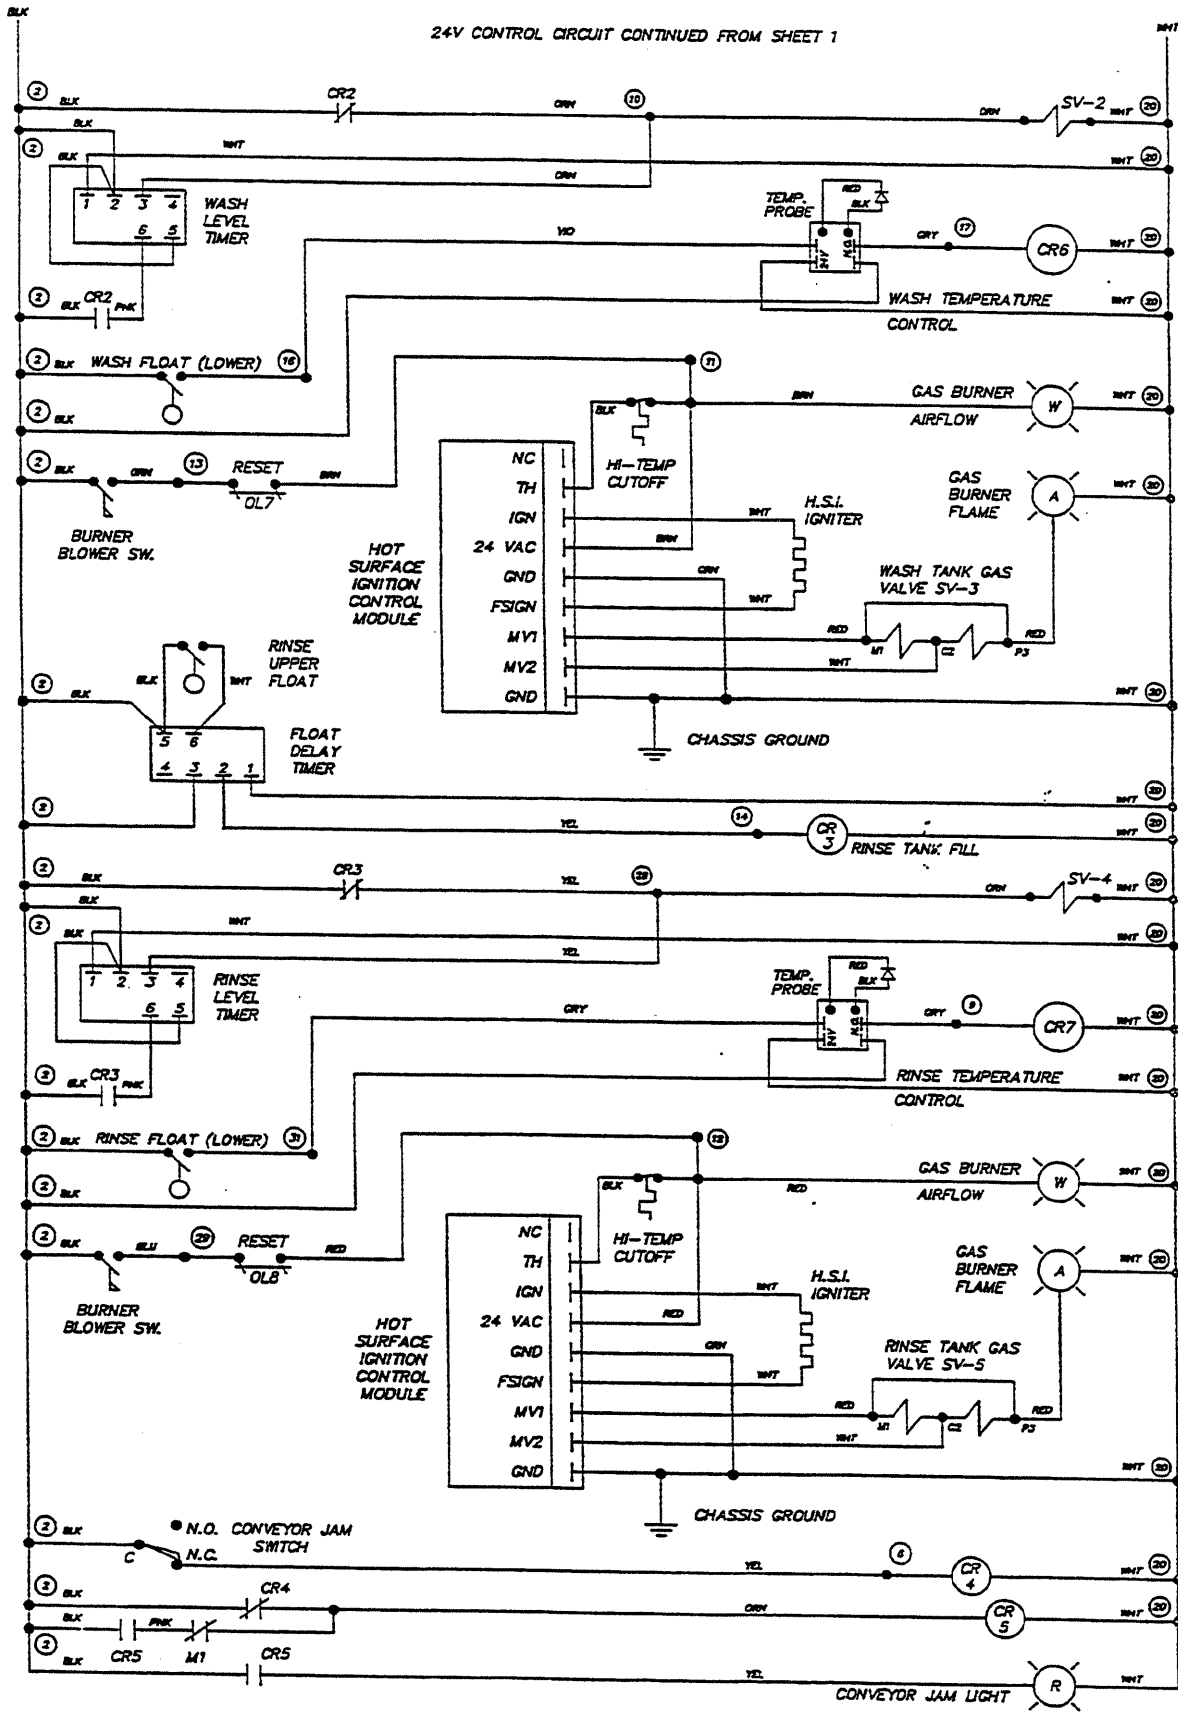 BLK
24V CONTROL CIRCUIT CONTINUED FROM SHEET 1
WHT
2 BLK CR2 ORN 10 ORN SV-2 WHT 20
BLK
2 BLK WHT WHT 20
ORN
1 2 3 4
6 5
WASH
LEVEL
TIMER
TEMP.
PROBE
RED
BLK
VIO
24V
N.O.
GRY 17 CR6 WHT 20
2 BLK CR2 PNK
WASH TEMPERATURE
CONTROL
WHT 20
2 BLK WASH FLOAT (LOWER) 16
11
2 BLK
BLK
HI-TEMP
CUTOFF
BRN
GAS BURNER
AIRFLOW
W WHT 20
2 BLK ORN 13 RESET BRN
OL7
BURNER
BLOWER SW.
HOT
SURFACE
IGNITION
CONTROL
MODULE
NC
TH
IGN
24 VAC
GND
FSIGN
MV1
MV2
GND
WHT
BRN
GRN
WHT
H.S.I.
IGNITER
GAS
BURNER
FLAME
A WHT 20
WASH TANK GAS
VALVE SV-3
RED M1 C2 P3 RED
WHT
WHT 20
CHASSIS GROUND
RINSE
UPPER
FLOAT
BLK WHT
2 BLK
5 6
4 3 2 1
FLOAT
DELAY
TIMER
WHT 20
2 YEL 14 CR
3 WHT 20
RINSE TANK FILL
2 BLK CR3 YEL 28 ORN SV-4 WHT 20
BLK
2 BLK WHT WHT 20
YEL
1 2 3 4
6 5
RINSE
LEVEL
TIMER
TEMP.
PROBE
RED
BLK
GRY
24V
N.O.
GRY 9 CR7 WHT 20
2 BLK CR3 PNK
RINSE TEMPERATURE
CONTROL
WHT 20
2 BLK RINSE FLOAT (LOWER) 31
12
2 BLK
BLK
HI-TEMP
CUTOFF
RED
GAS BURNER
AIRFLOW
W WHT 20
2 BLK BLU 29 RESET RED
OL8
BURNER
BLOWER SW.
HOT
SURFACE
IGNITION
CONTROL
MODULE
NC
TH
IGN
24 VAC
GND
FSIGN
MV1
MV2
GND
WHT
RED
GRN
WHT
H.S.I.
IGNITER
GAS
BURNER
FLAME
A WHT 20
RINSE TANK GAS
VALVE SV-5
RED M1 C2 P3 RED
WHT
WHT 20
CHASSIS GROUND
2 BLK C N.O. CONVEYOR JAM
SWITCH
N.C.
YEL 6 CR
4 WHT 20
2 BLK CR4 ORN CR
5 WHT 20
BLK CR5 PNK M1
2 BLK CR5 YEL R WHT
CONVEYOR JAM LIGHT